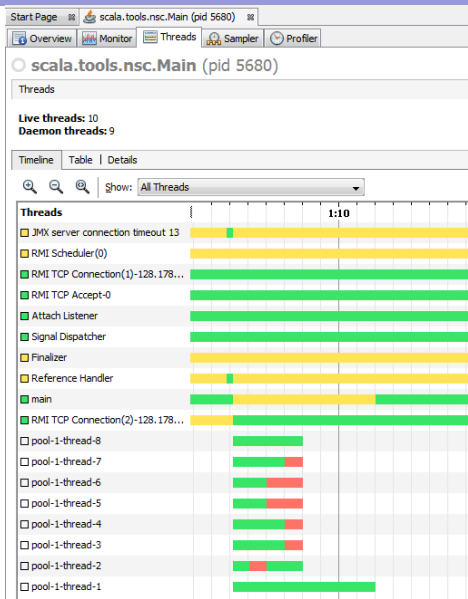 Start Page scala.tools.nsc.Main (pid 5680)
Overview Monitor Threads Sampler Profiler
scala.tools.nsc.Main (pid 5680)
Threads
Live threads: 10
Daemon threads: 9
Timeline Table Details
Show: All Threads
Threads 1:10
JMX server connection timeout 13
RMI Scheduler(0)
RMI TCP Connection(1)-128.178...
RMI TCP Accept-0
Attach Listener
Signal Dispatcher
Finalizer
Reference Handler
main
RMI TCP Connection(2)-128.178...
pool-1-thread-8
pool-1-thread-7
pool-1-thread-6
pool-1-thread-5
pool-1-thread-4
pool-1-thread-3
pool-1-thread-2
pool-1-thread-1